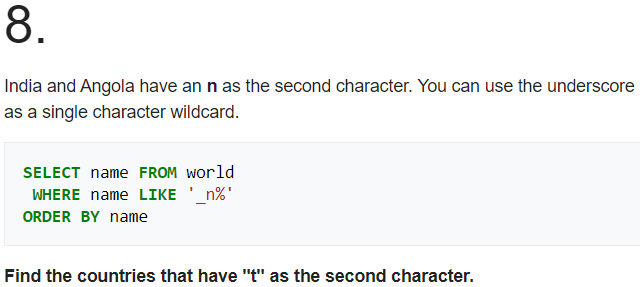 8.
India and Angola have an n as the second character. You can use the underscore
as a single character wildcard.
SELECT name FROM world
WHERE name LIKE '_n%'
ORDER BY name
Find the countries that have "t" as the second character.